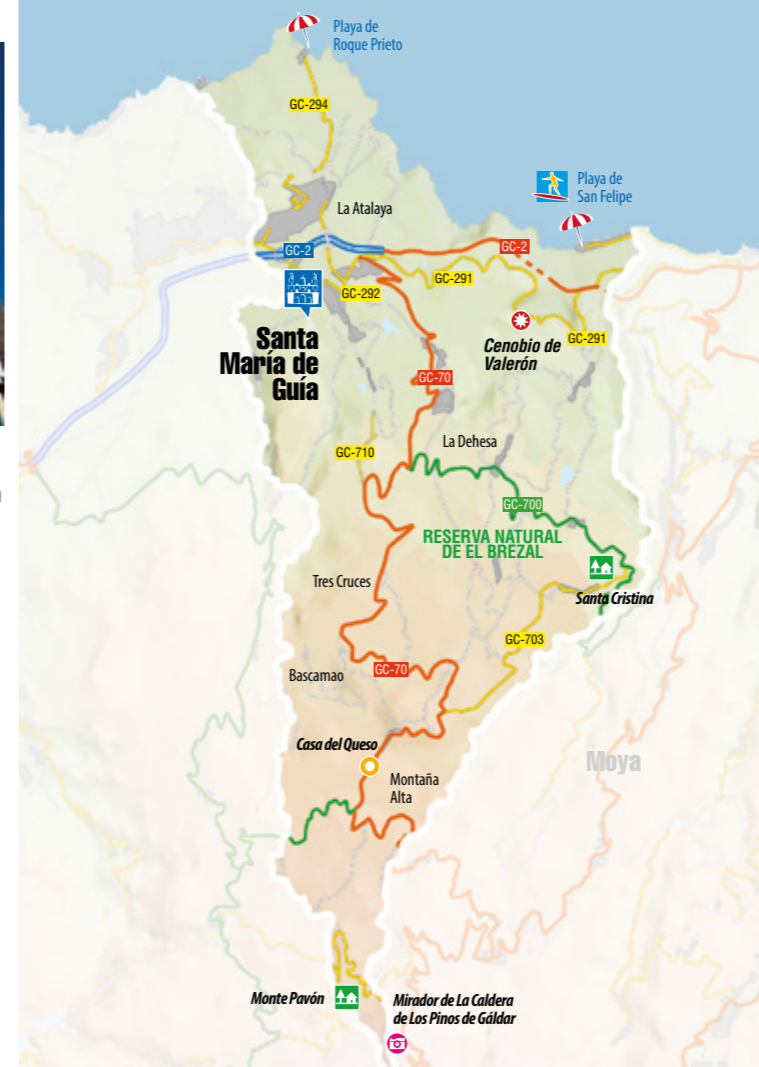 Playa de
Roque Prieto
GC-294
Playa de
San Felipe
La Atalaya
GC-2
GC-2
GC-291
GC-292
Santa
María de
Guía
Cenobio de
Valerón
GC-291
GC-70
La Dehesa
GC-710
GC-700
RESERVA NATURAL
DE EL BREZAL
Tres Cruces
Santa Cristina
GC-703
Bascamao
GC-70
Casa del Queso
Moya
Montaña
Alta
Monte Pavón
Mirador de La Caldera
de Los Pinos de Gáldar